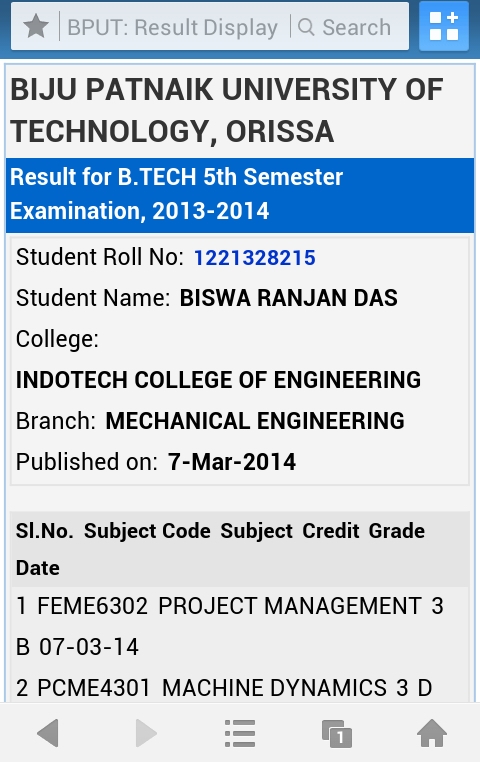 BPUT: Result Display Search
BIJU PATNAIK UNIVERSITY OF
TECHNOLOGY, ORISSA
Result for B.TECH 5th Semester
Examination, 2013-2014
Student Roll No: 1221328215
Student Name: BISWA RANJAN DAS
College:
INDOTECH COLLEGE OF ENGINEERING
Branch: MECHANICAL ENGINEERING
Published on: 7-Mar-2014
Sl.No. Subject Code Subject Credit Grade
Date
1 FEME6302 PROJECT MANAGEMENT 3
B 07-03-14
2 PCME4301 MACHINE DYNAMICS 3 D
1